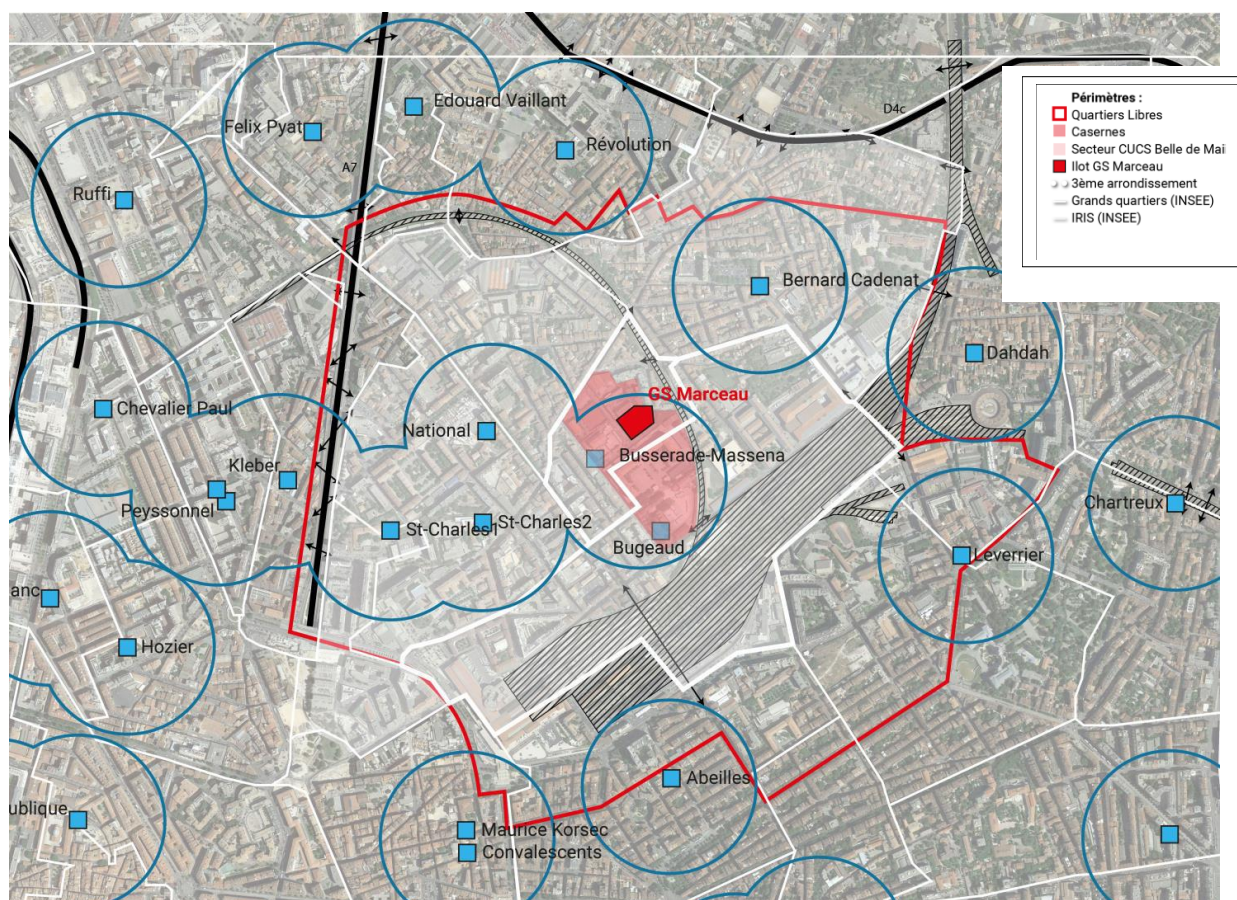 D4c
Périmètres :
Quartiers Libres
Casernes
Secteur CUCS Belle de Mai
Ilot GS Marceau
3ème arrondissement
Grands quartiers (INSEE)
IRIS (INSEE)
Edouard Vaillant
Felix Pyat
Révolution
A7
Ruffi
Bernard Cadenat
Dahdah
GS Marceau
Chevalier Paul
National
Busserade-Massena
Kleber
Peyssonnel
St-Charles1
St-Charles2
Bugeaud
Chartreux
Leverrier
anc
Hozier
Abeilles
ublique
Maurice Korsec
Convalescents